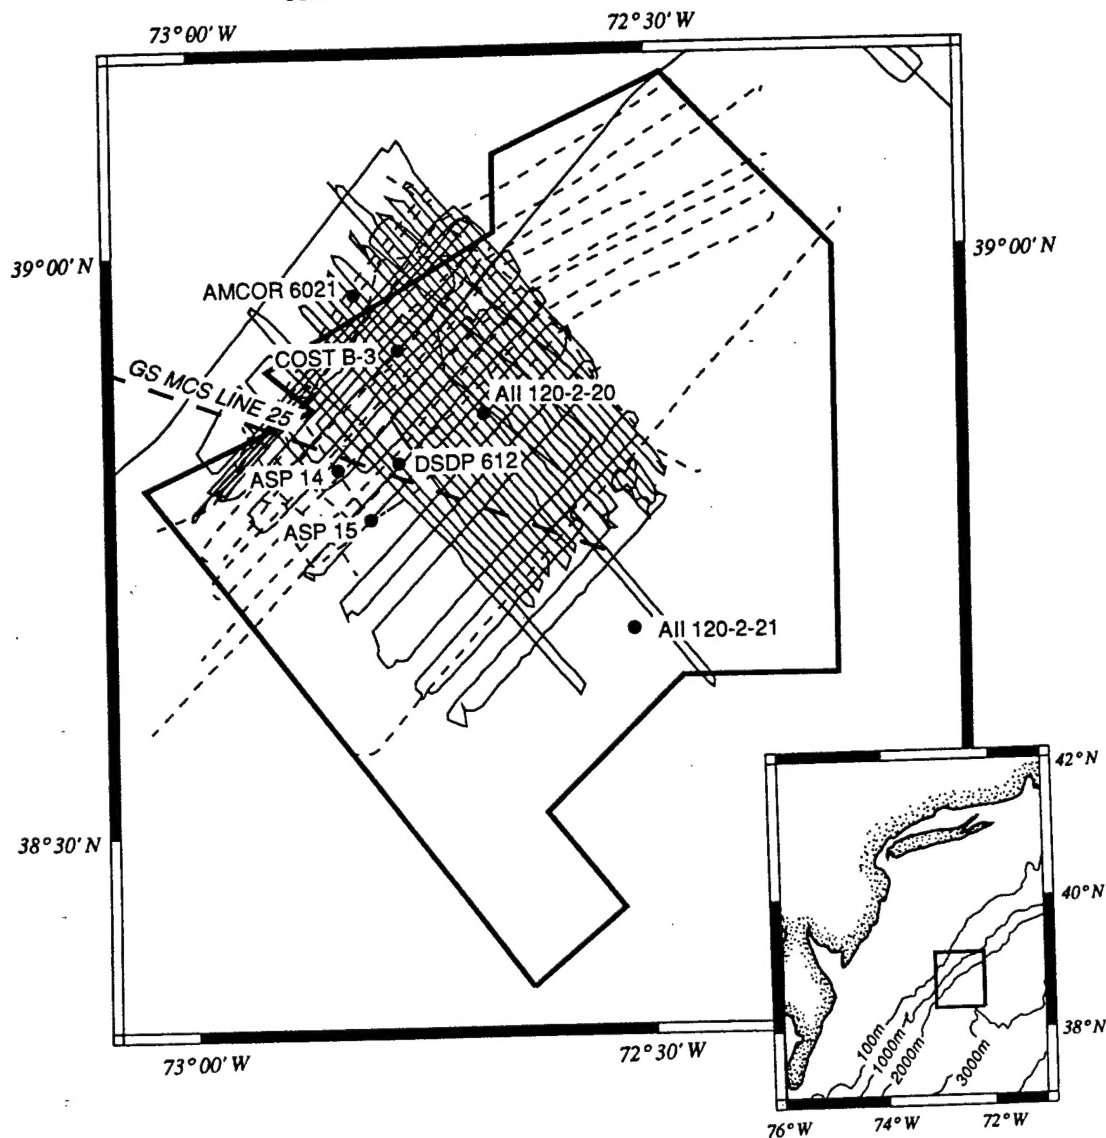 73°00' W
72°30' W
39°00' N
39°00' N
AMCOR 6021
COST B-3
GS MCS LINE 25
AII 120-2-20
ASP 14
DSDP 612
ASP 15
AII 120-2-21
38°30' N
42°N
40°N
38°N
100m
1000m
2000m
3000m
73°00' W
72°30' W
76°W
74°W
72°W